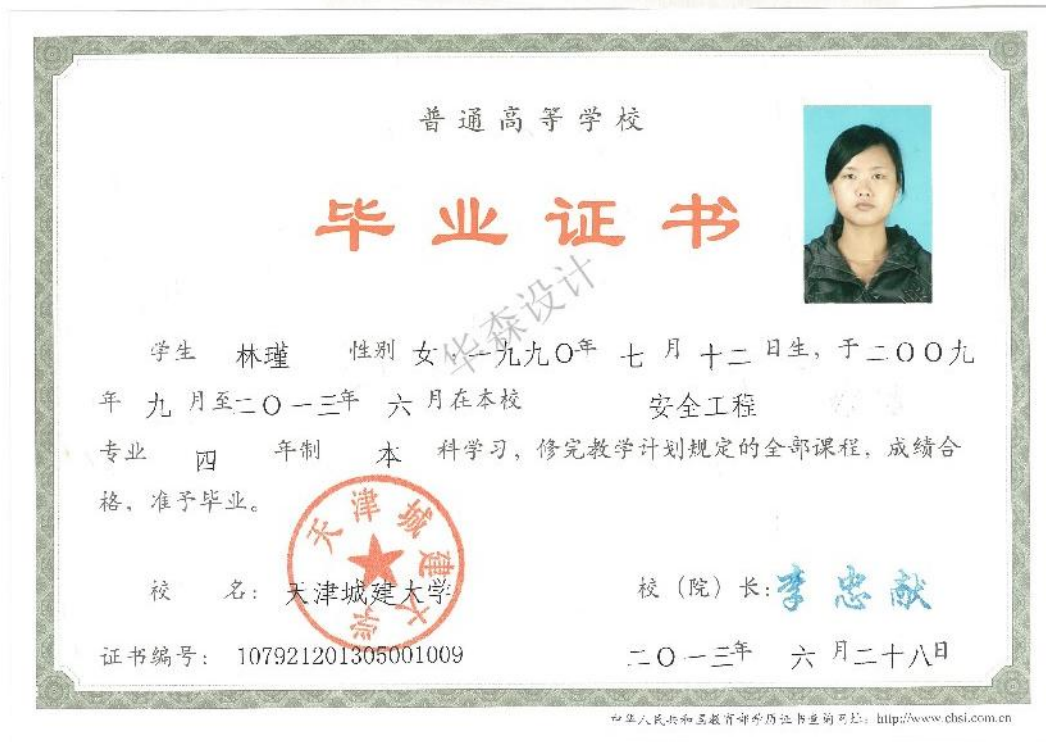 普通高等学校
毕业证书
华森设计
学生 林瑾 性别 女，一九九〇年 七 月 十二 日生，于二〇〇九
年 九 月至二〇一三年 六 月在本校 安全工程
专业 四 年制 本 科学习，修完教学计划规定的全部课程，成绩合
格，准予毕业。
天津城建大学
校 名：天津城建大学 校（院）长：李忠献
证书编号：107921201305001009 二〇一三年 六 月二十八日
中华人民共和国教育部学历证书查询网址：http://www.chsi.com.cn